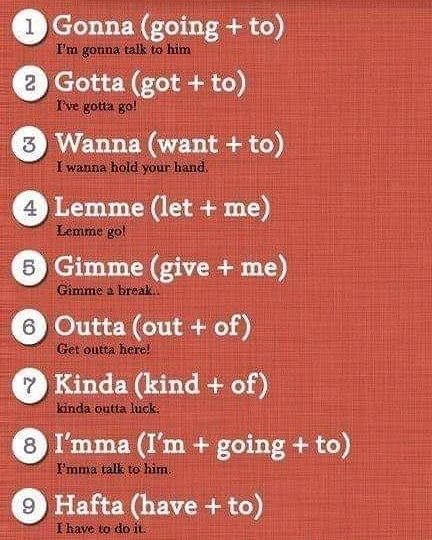 1 Gonna (going + to)
I'm gonna talk to him
2 Gotta (got + to)
I've gotta go!
3 Wanna (want + to)
I wanna hold your hand.
4 Lemme (let + me)
Lemme go!
5 Gimme (give + me)
Gimme a break..
6 Outta (out + of)
Get outta here!
7 Kinda (kind + of)
kinda outta luck.
8 I'mma (I'm + going + to)
I'mma talk to him.
9 Hafta (have + to)
I have to do it.